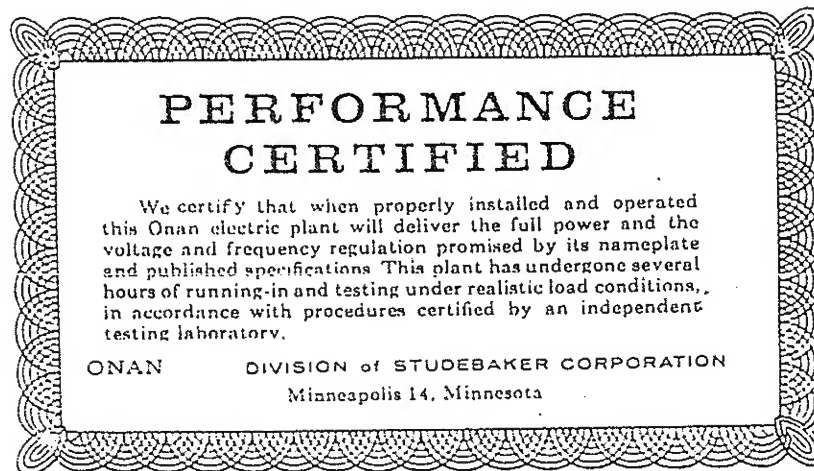 PERFORMANCE
CERTIFIED
We certify that when properly installed and operated
this Onan electric plant will deliver the full power and the
voltage and frequency regulation promised by its nameplate
and published specifications. This plant has undergone several
hours of running-in and testing under realistic load conditions,
in accordance with procedures certified by an independent
testing laboratory.
ONAN DIVISION of STUDEBAKER CORPORATION
Minneapolis 14, Minnesota